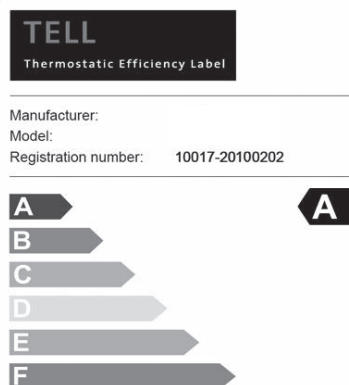 TELL
Thermostatic Efficiency Label
Manufacturer:
Model:
Registration number: 10017-20100202
A A
B
C
D
E
F